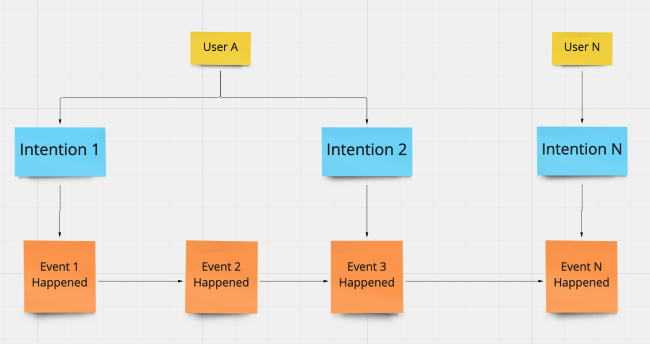 User A
User N
Intention 1
Intention 2
Intention N
Event 1
Happened
Event 2
Happened
Event 3
Happened
Event N
Happened